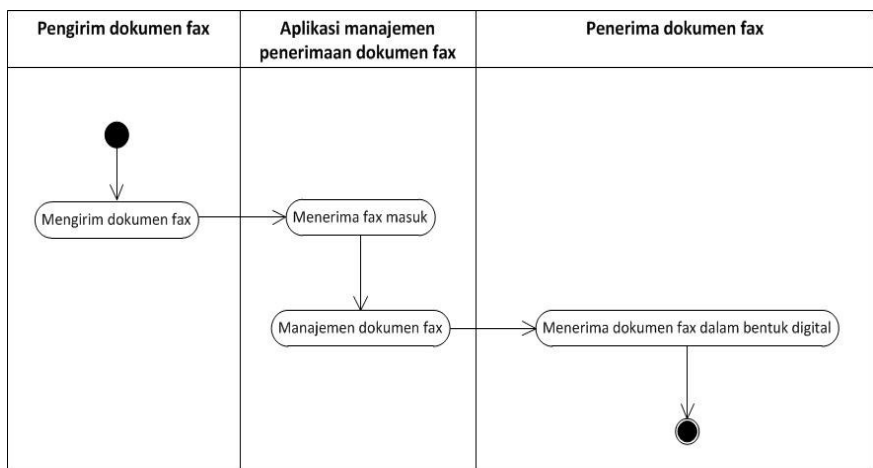 Pengirim dokumen fax
Aplikasi manajemen
penerimaan dokumen fax
Penerima dokumen fax
Mengirim dokumen fax
Menerima fax masuk
Manajemen dokumen fax
Menerima dokumen fax dalam bentuk digital